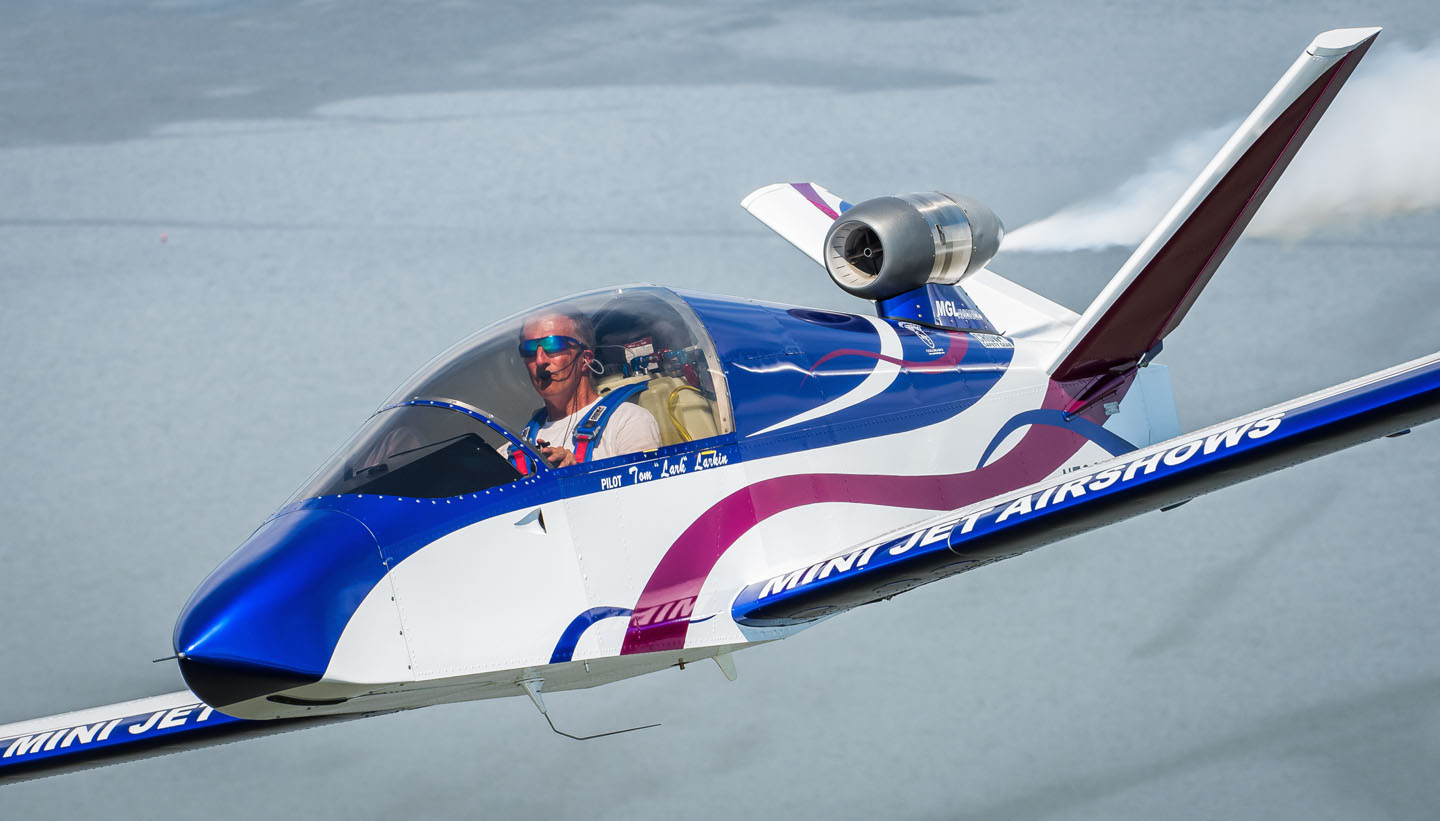 MGL
PILOT Tom "Lark" Larkin
MINI JET AIRSHOWS
MINI JET